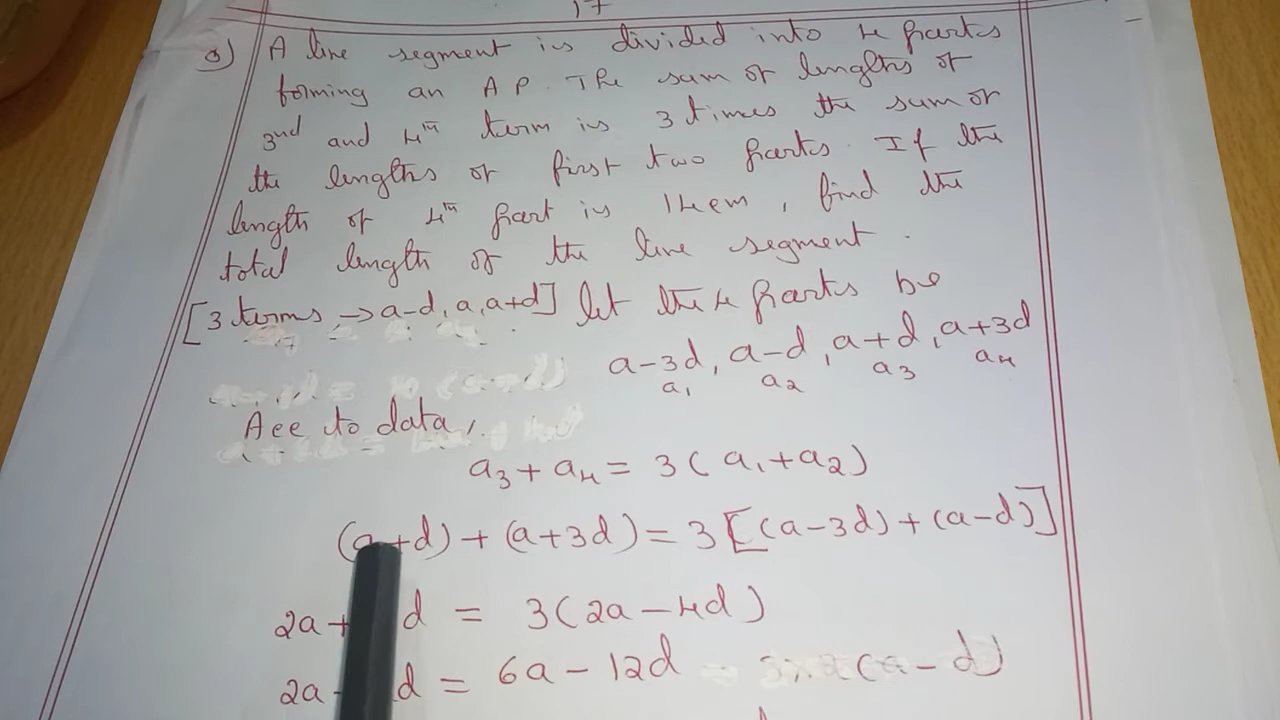 17
8) A line segment is divided into 4 parts
forming an AP. The sum of lengths of
3rd and 4th term is 3 times the sum of
the lengths of first two parts. If the
length of 4th part is 14cm, find the
total length of the line segment.
[3 terms → a-d, a, a+d] let the 4 parts be
a-3d, a-d, a+d, a+3d
a₁ a₂ a₃ a₄
Acc to data,
a₃ + a₄ = 3(a₁ + a₂)
(a+d) + (a+3d) = 3[(a-3d) + (a-d)]
2a+ d = 3(2a-4d)
2a d = 6a - 12d